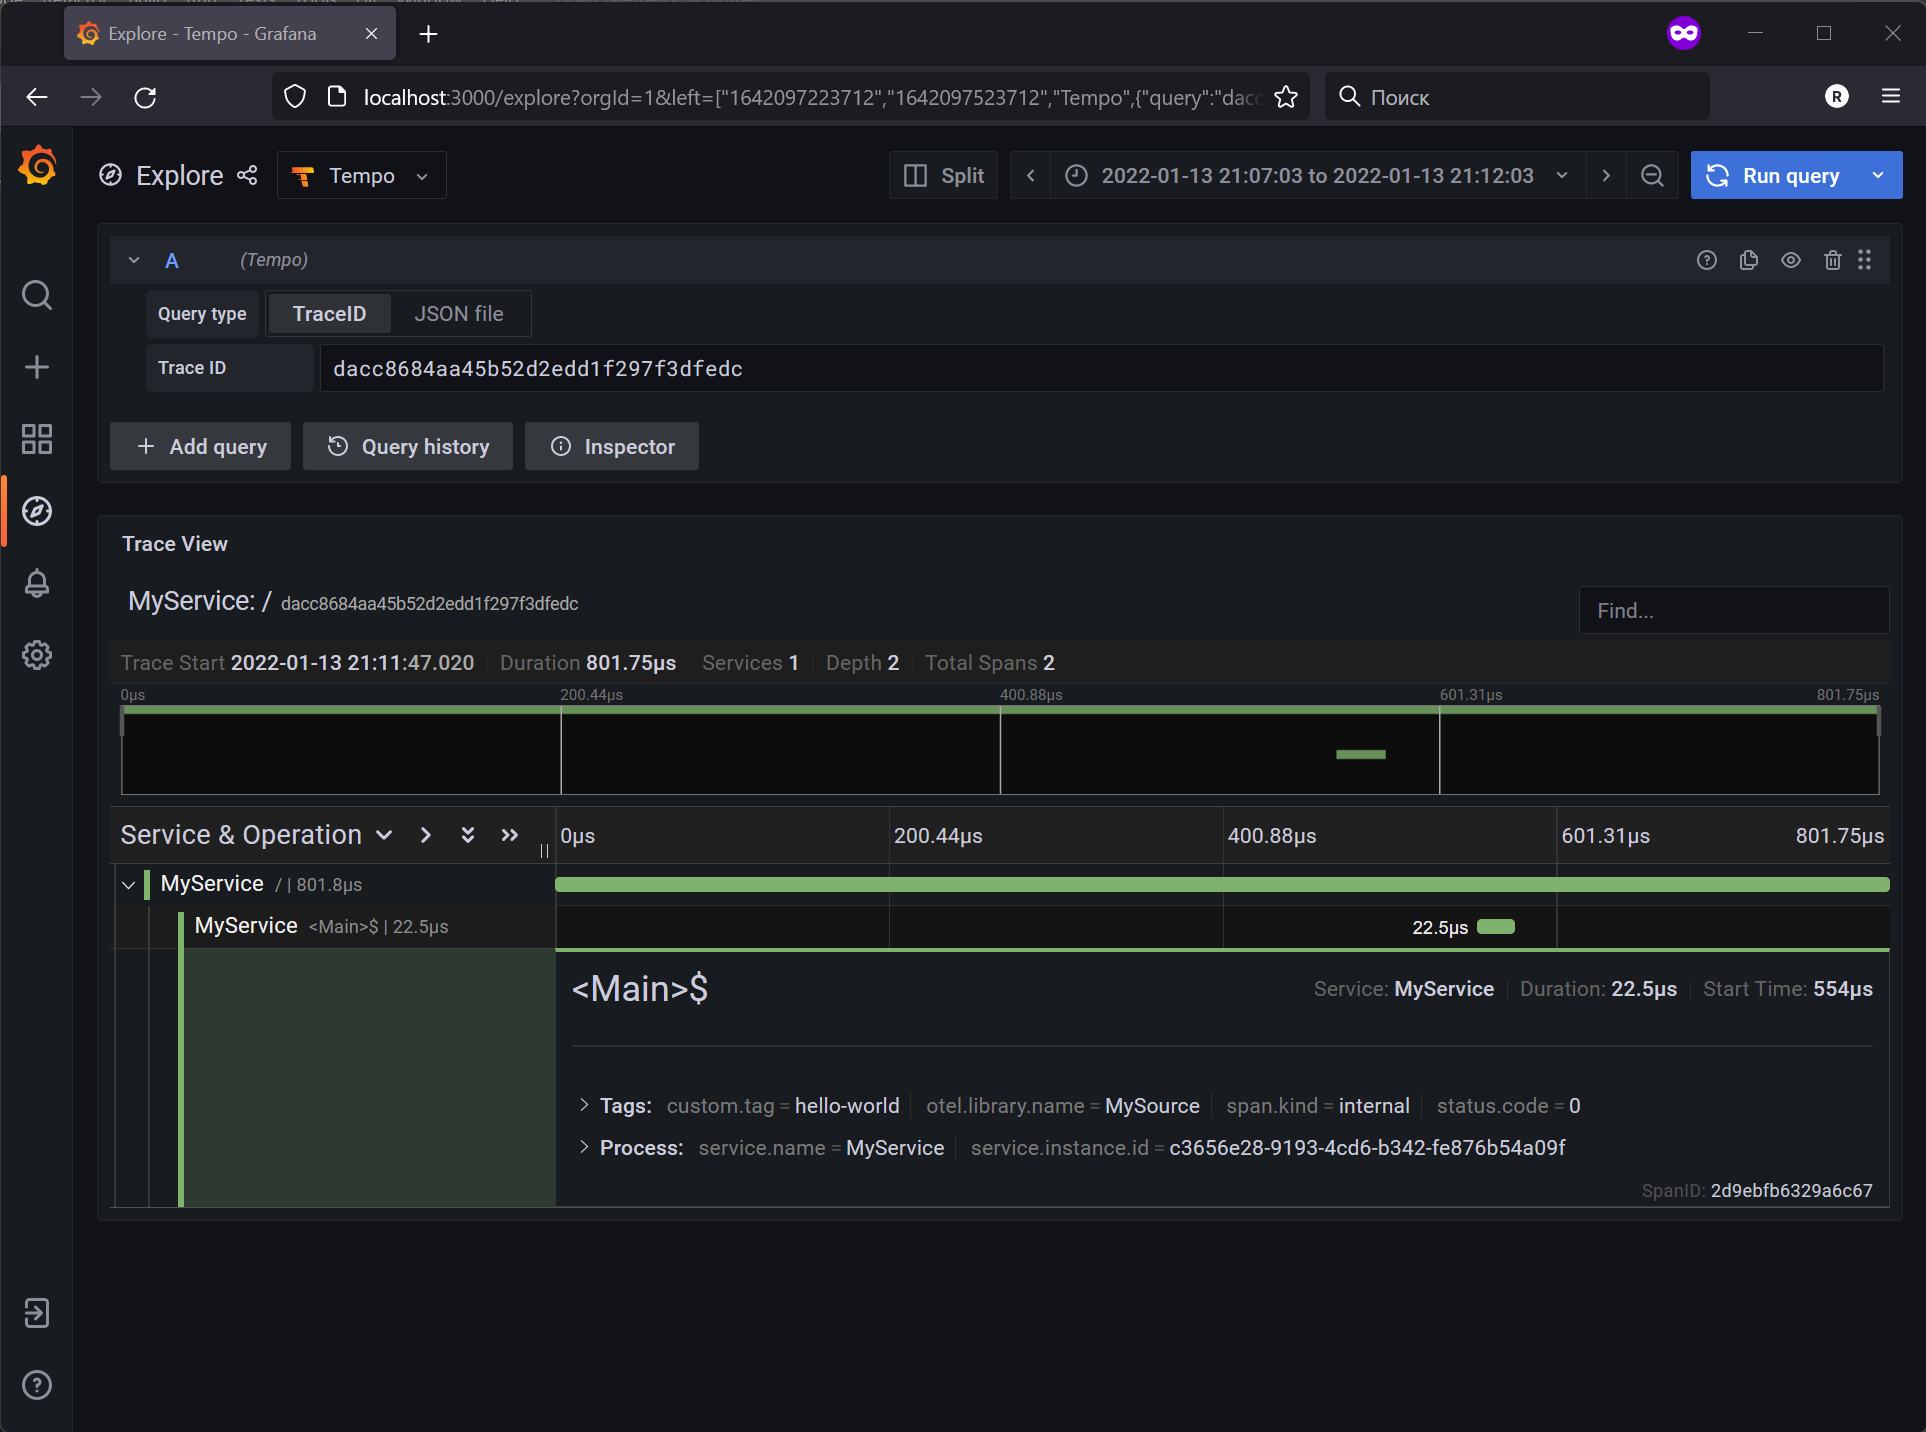 Explore - Tempo - Grafana
localhost:3000/explore?orgId=1&left=["1642097223712","1642097523712","Tempo",{"query":"dacc
Поиск
R
Explore
Tempo
Split
2022-01-13 21:07:03 to 2022-01-13 21:12:03
Run query
A (Tempo)
Query type TraceID JSON file
Trace ID dacc8684aa45b52d2edd1f297f3dfedc
+ Add query Query history Inspector
Trace View
MyService: / dacc8684aa45b52d2edd1f297f3dfedc
Find...
Trace Start 2022-01-13 21:11:47.020 Duration 801.75μs Services 1 Depth 2 Total Spans 2
0μs 200.44μs 400.88μs 601.31μs 801.75μs
Service & Operation 0μs 200.44μs 400.88μs 601.31μs 801.75μs
MyService / | 801.8μs
MyService <Main>$ | 22.5μs 22.5μs
<Main>$ Service: MyService Duration: 22.5μs Start Time: 554μs
Tags: custom.tag = hello-world otel.library.name = MySource span.kind = internal status.code = 0
Process: service.name = MyService service.instance.id = c3656e28-9193-4cd6-b342-fe876b54a09f
SpanID: 2d9ebfb6329a6c67